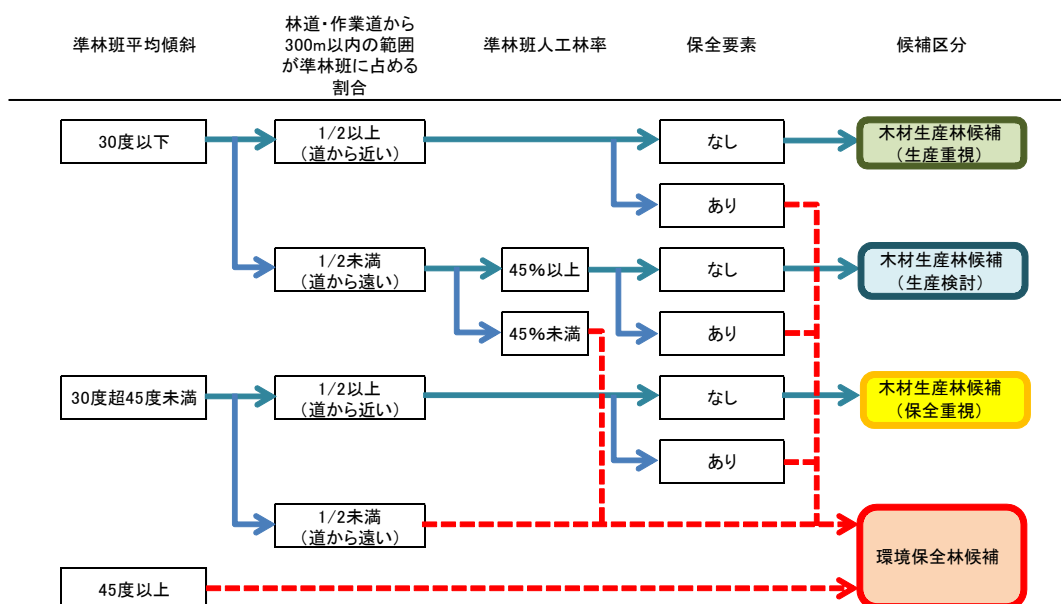 準林班平均傾斜
林道・作業道から
300m以内の範囲
が準林班に占める
割合
準林班人工林率
保全要素
候補区分
30度以下
1/2以上
(道から近い)
なし
木材生産林候補
(生産重視)
あり
1/2未満
(道から遠い)
45%以上
なし
木材生産林候補
(生産検討)
45%未満
あり
30度超45度未満
1/2以上
(道から近い)
なし
木材生産林候補
(保全重視)
あり
1/2未満
(道から遠い)
環境保全林候補
45度以上